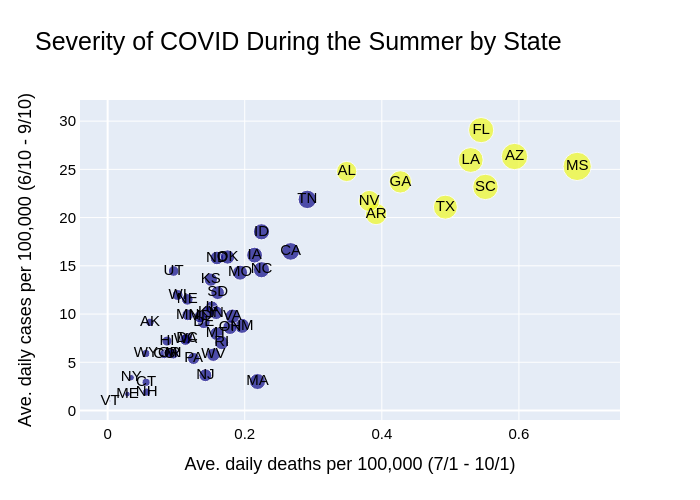 Severity of COVID During the Summer by State
Ave. daily cases per 100,000 (6/10 - 9/10)
30
25
20
15
10
5
0
FL
AZ
LA
MS
AL
GA
SC
NV
TN
TX
AR
ID
CA
IA
OK
NC
MO
UT
KS
SD
WI
NE
AK
VA
NM
HI
RI
WY
WV
PA
NY
CT
NJ
MA
NH
ME
VT
0
0.2
0.4
0.6
Ave. daily deaths per 100,000 (7/1 - 10/1)